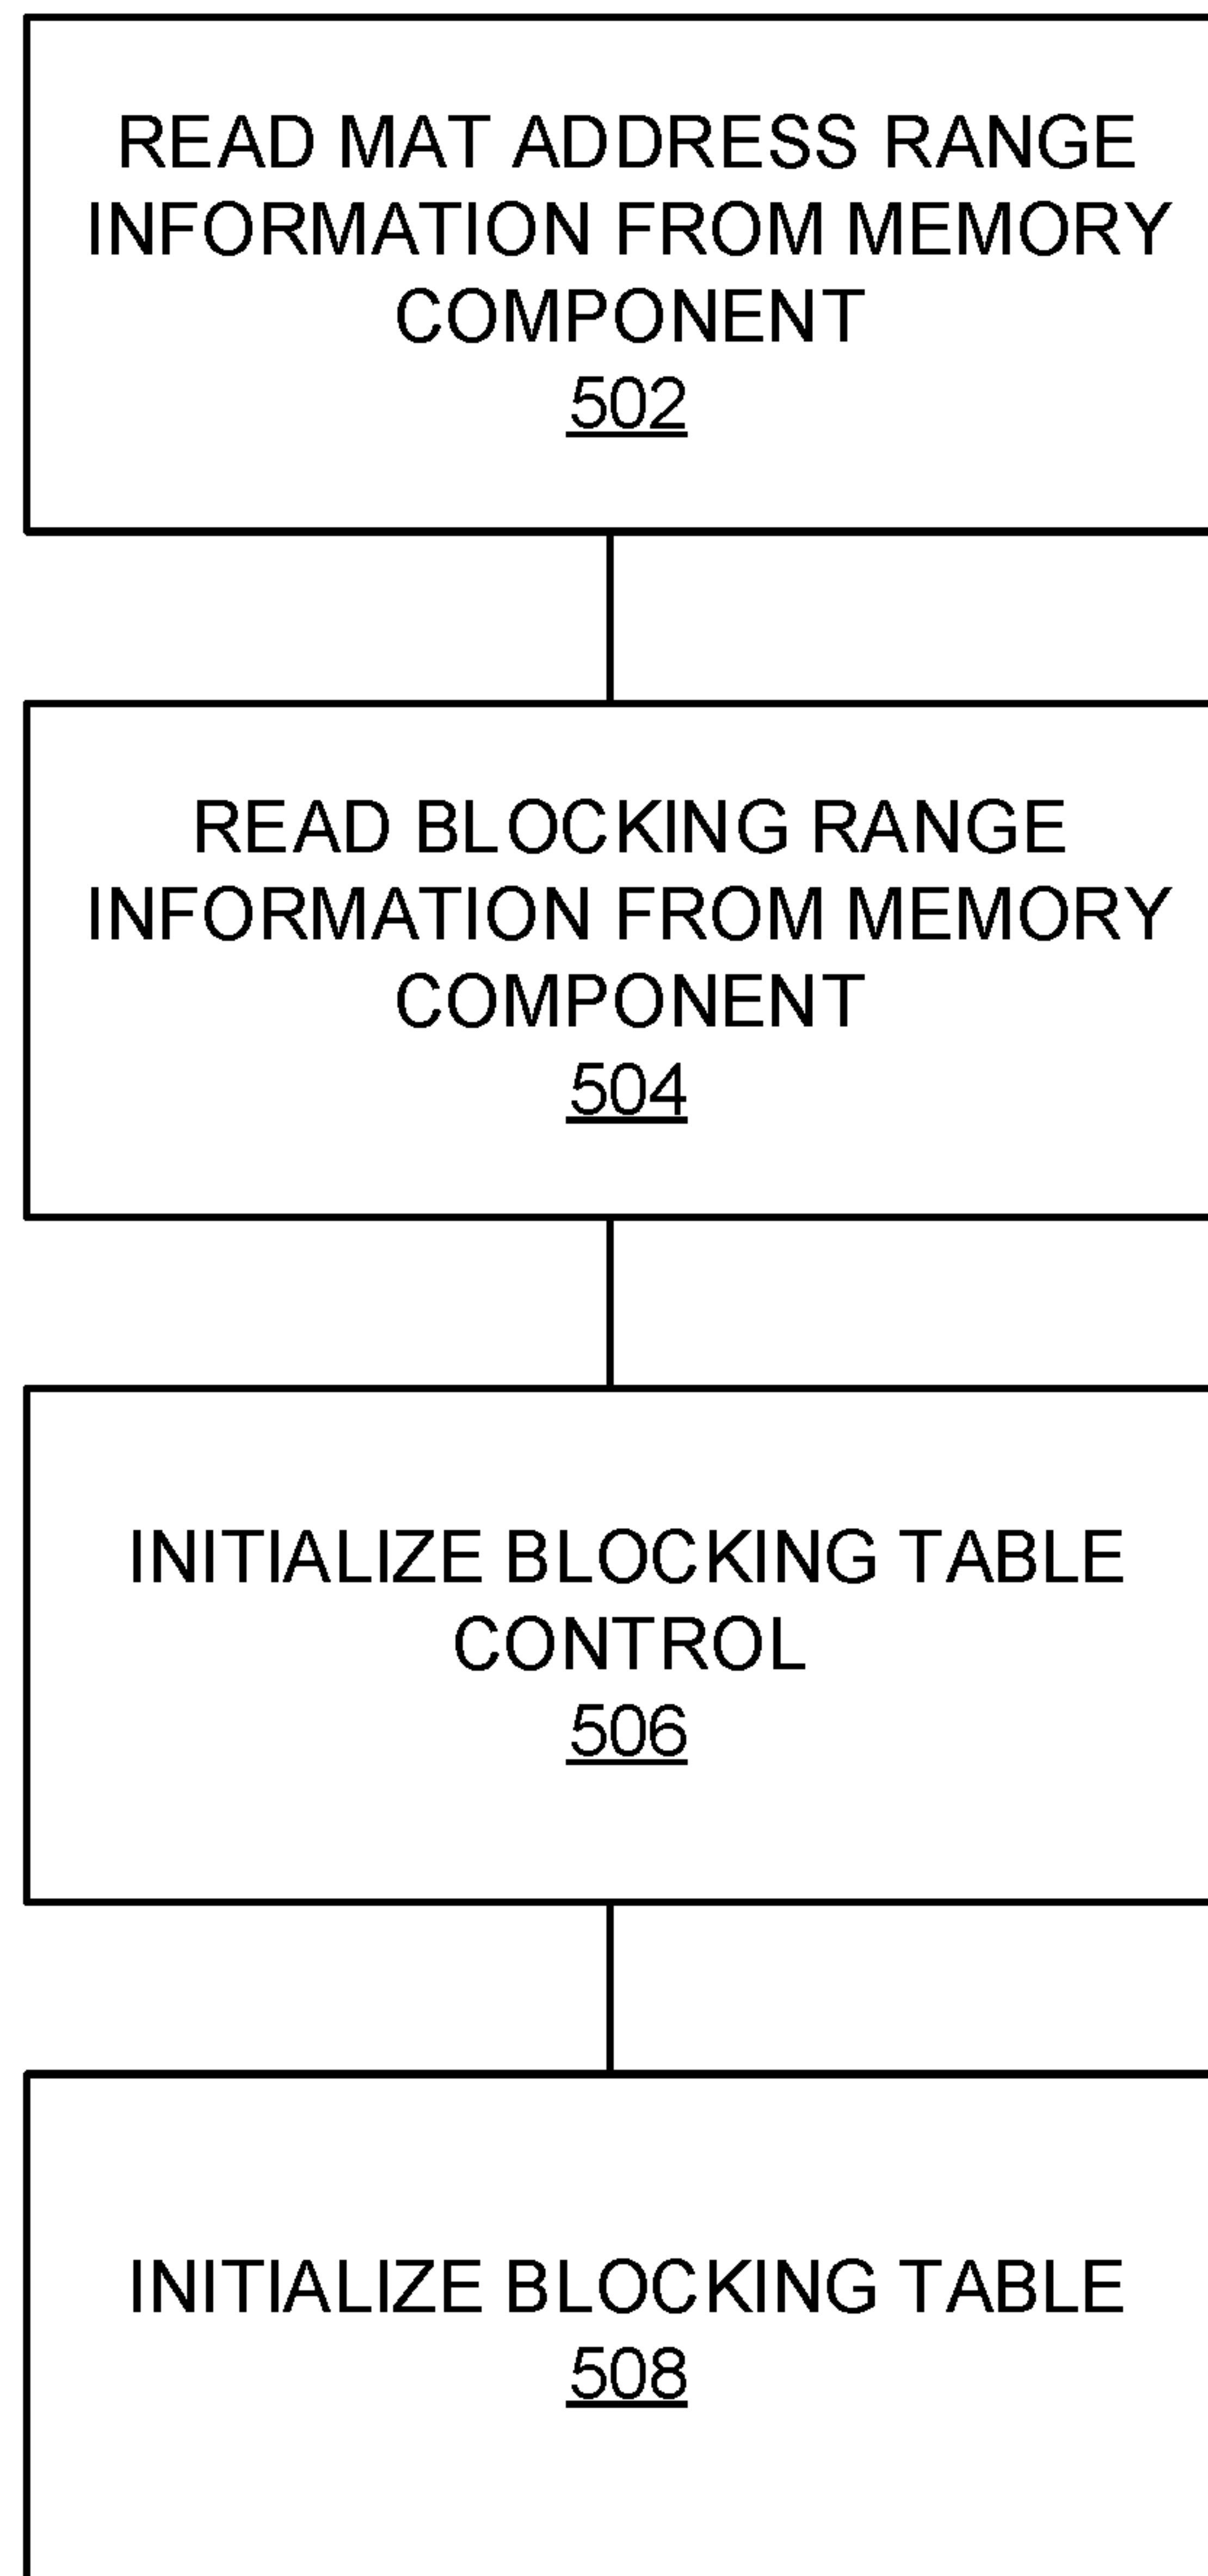 READ MAT ADDRESS RANGE
INFORMATION FROM MEMORY
COMPONENT
502
READ BLOCKING RANGE
INFORMATION FROM MEMORY
COMPONENT
504
INITIALIZE BLOCKING TABLE
CONTROL
506
INITIALIZE BLOCKING TABLE
508